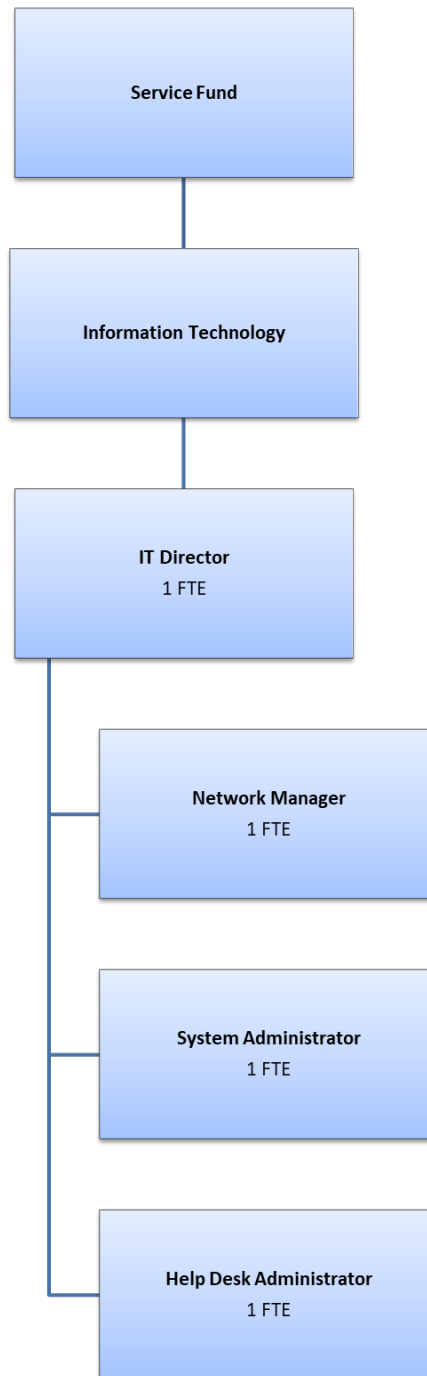 Service Fund
Information Technology
IT Director
1 FTE
Network Manager
1 FTE
System Administrator
1 FTE
Help Desk Administrator
1 FTE